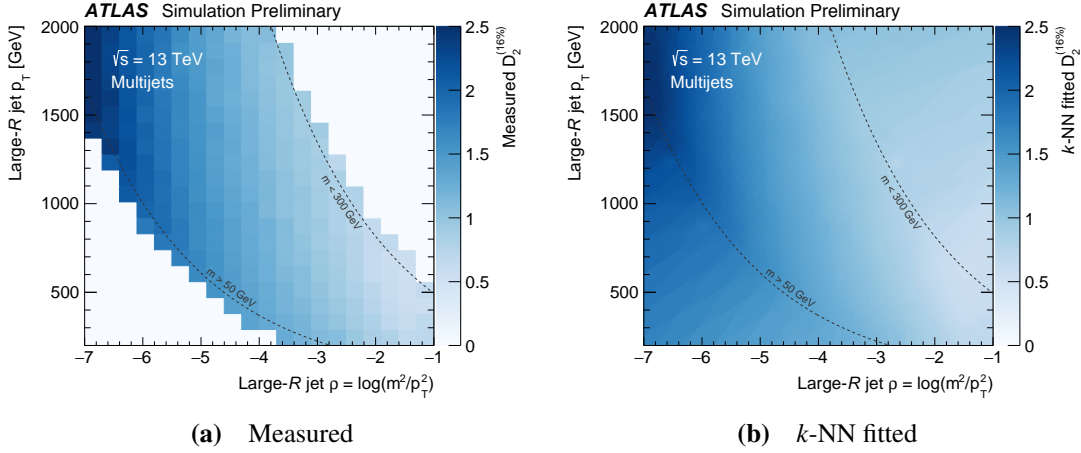 ATLAS Simulation Preliminary
√s = 13 TeV
Multijets
m < 300 GeV
m > 50 GeV
Large-R jet p_T [GeV]
2000
1500
1000
500
−7 −6 −5 −4 −3 −2 −1
Large-R jet ρ = log(m²/p_T²)
2.5
2
1.5
1
0.5
0
Measured D₂^(16%)
(a) Measured
ATLAS Simulation Preliminary
√s = 13 TeV
Multijets
m < 300 GeV
m > 50 GeV
Large-R jet p_T [GeV]
2000
1500
1000
500
−7 −6 −5 −4 −3 −2 −1
Large-R jet ρ = log(m²/p_T²)
2.5
2
1.5
1
0.5
0
k-NN fitted D₂^(16%)
(b) k-NN fitted